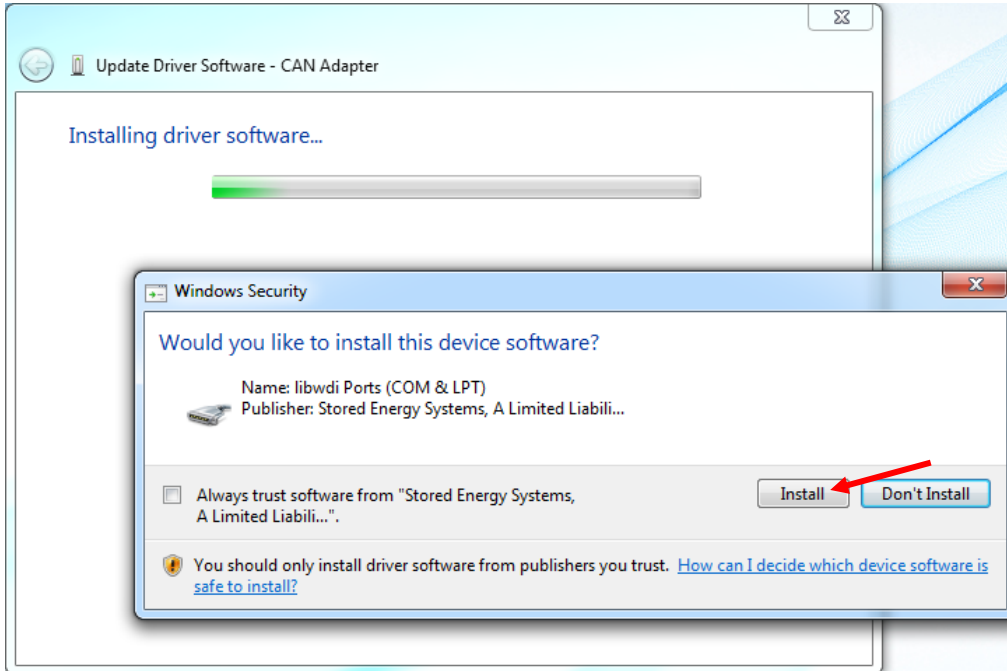 Update Driver Software - CAN Adapter
Installing driver software...
Windows Security
Would you like to install this device software?
Name: libwdi Ports (COM & LPT)
Publisher: Stored Energy Systems, A Limited Liabili...
Always trust software from "Stored Energy Systems,
A Limited Liabili...".
Install
Don't Install
You should only install driver software from publishers you trust. How can I decide which device software is
safe to install?